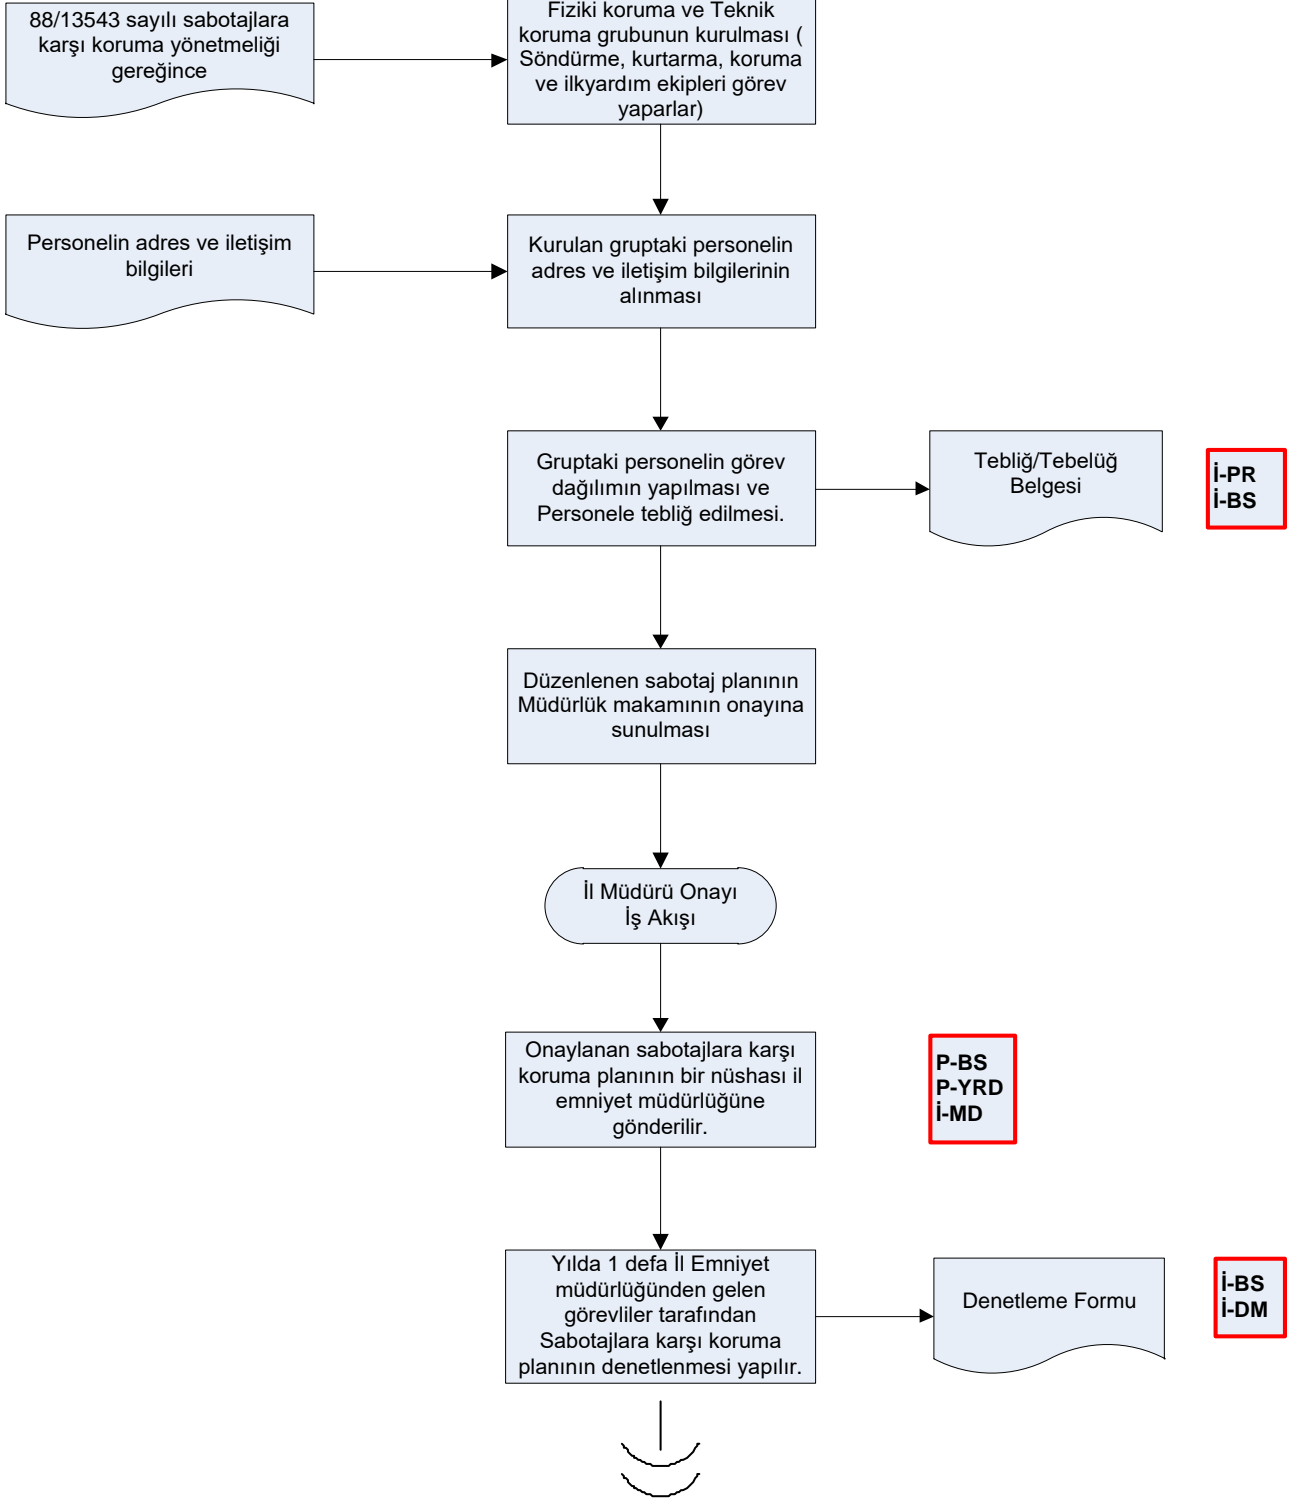 88/13543 sayılı sabotajlara
karşı koruma yönetmeliği
gereğince
Fiziki koruma ve Teknik
koruma grubunun kurulması (
Söndürme, kurtarma, koruma
ve ilkyardım ekipleri görev
yaparlar)
Personelin adres ve iletişim
bilgileri
Kurulan gruptaki personelin
adres ve iletişim bilgilerinin
alınması
Gruptaki personelin görev
dağılımın yapılması ve
Personele tebliğ edilmesi.
Tebliğ/Tebelüğ
Belgesi
İ-PR
İ-BS
Düzenlenen sabotaj planının
Müdürlük makamının onayına
sunulması
İl Müdürü Onayı
İş Akışı
Onaylanan sabotajlara karşı
koruma planının bir nüshası il
emniyet müdürlüğüne
gönderilir.
P-BS
P-YRD
İ-MD
Yılda 1 defa İl Emniyet
müdürlüğünden gelen
görevliler tarafından
Sabotajlara karşı koruma
planının denetlenmesi yapılır.
Denetleme Formu
İ-BS
İ-DM